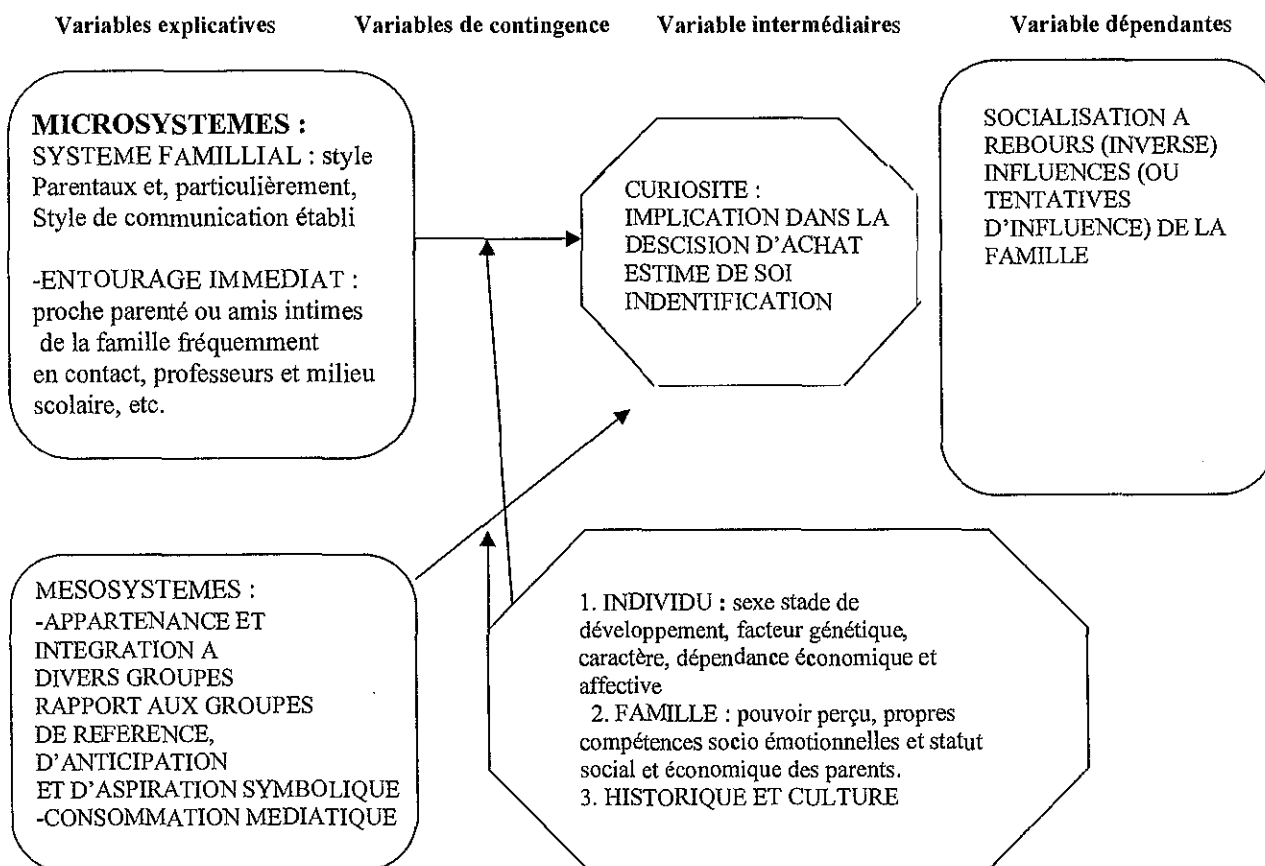 Variables explicatives Variables de contingence Variable intermédiaires Variable dépendantes
MICROSYSTEMES :
SYSTEME FAMILLIAL : style
Parentaux et, particulièrement,
Style de communication établi
-ENTOURAGE IMMEDIAT :
proche parenté ou amis intimes
de la famille fréquemment
en contact, professeurs et milieu
scolaire, etc.
CURIOSITE :
IMPLICATION DANS LA
DESCISION D'ACHAT
ESTIME DE SOI
INDENTIFICATION
SOCIALISATION A
REBOURS (INVERSE)
INFLUENCES (OU
TENTATIVES
D'INFLUENCE) DE LA
FAMILLE
MESOSYSTEMES :
-APPARTENANCE ET
INTEGRATION A
DIVERS GROUPES
RAPPORT AUX GROUPES
DE REFERENCE,
D'ANTICIPATION
ET D'ASPIRATION SYMBOLIQUE
-CONSOMMATION MEDIATIQUE
1. INDIVIDU : sexe stade de
développement, facteur génétique,
caractère, dépendance économique et
affective
2. FAMILLE : pouvoir perçu, propres
compétences socio émotionnelles et statut
social et économique des parents.
3. HISTORIQUE ET CULTURE